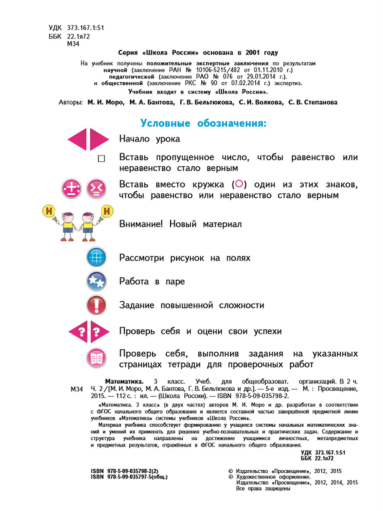 УДК 373.167.1:51
ББК 22.1я72
М34
Серия «Школа России» основана в 2001 году
На учебник получены положительные экспертные заключения по результатам
научной (заключение РАН № 10106-5215/482 от 01.11.2010 г.)
педагогической (заключение РАО № 076 от 29.01.2014 г.).
и общественной (заключение РКС № 90 от 07.02.2014 г.) экспертиз.
Учебник входит в систему «Школа России».
Авторы: М. И. Моро, М. А. Бантова, Г. В. Бельтюкова, С. И. Волкова, С. В. Степанова
Условные обозначения:
Начало урока
Вставь пропущенное число, чтобы равенство или
неравенство стало верным
Вставь вместо кружка (○) один из этих знаков,
чтобы равенство или неравенство стало верным
Н Н
Внимание! Новый материал
Рассмотри рисунок на полях
Работа в паре
!
Задание повышенной сложности
? ?
Проверь себя и оцени свои успехи
Проверь себя, выполнив задания на указанных
страницах тетради для проверочных работ
Математика. 3 класс. Учеб. для общеобразоват. организаций. В 2 ч.
М34 Ч. 2 / [М. И. Моро, М. А. Бантова, Г. В. Бельтюкова и др.]. — 5-е изд. — М. : Просвещение,
2015. — 112 с. : ил. — (Школа России). — ISBN 978-5-09-035798-2.
«Математика. 3 класс» (в двух частях) авторов М. И. Моро и др. разработан в соответствии
с ФГОС начального общего образования и является составной частью завершённой предметной линии
учебников «Математика» системы учебников «Школа России».
Материал учебника способствует формированию у учащихся системы начальных математических зна-
ний и умений их применять для решения учебно-познавательных и практических задач. Содержание и
структура учебника направлены на достижение учащимися личностных, метапредметных
и предметных результатов, отражённых в ФГОС начального общего образования.
УДК 373.167.1:51
ББК 22.1я72
ISBN 978-5-09-035798-2(2) © Издательство «Просвещение», 2012, 2015
ISBN 978-5-09-035797-5(общ.) © Художественное оформление.
Издательство «Просвещение», 2012, 2014, 2015
Все права защищены